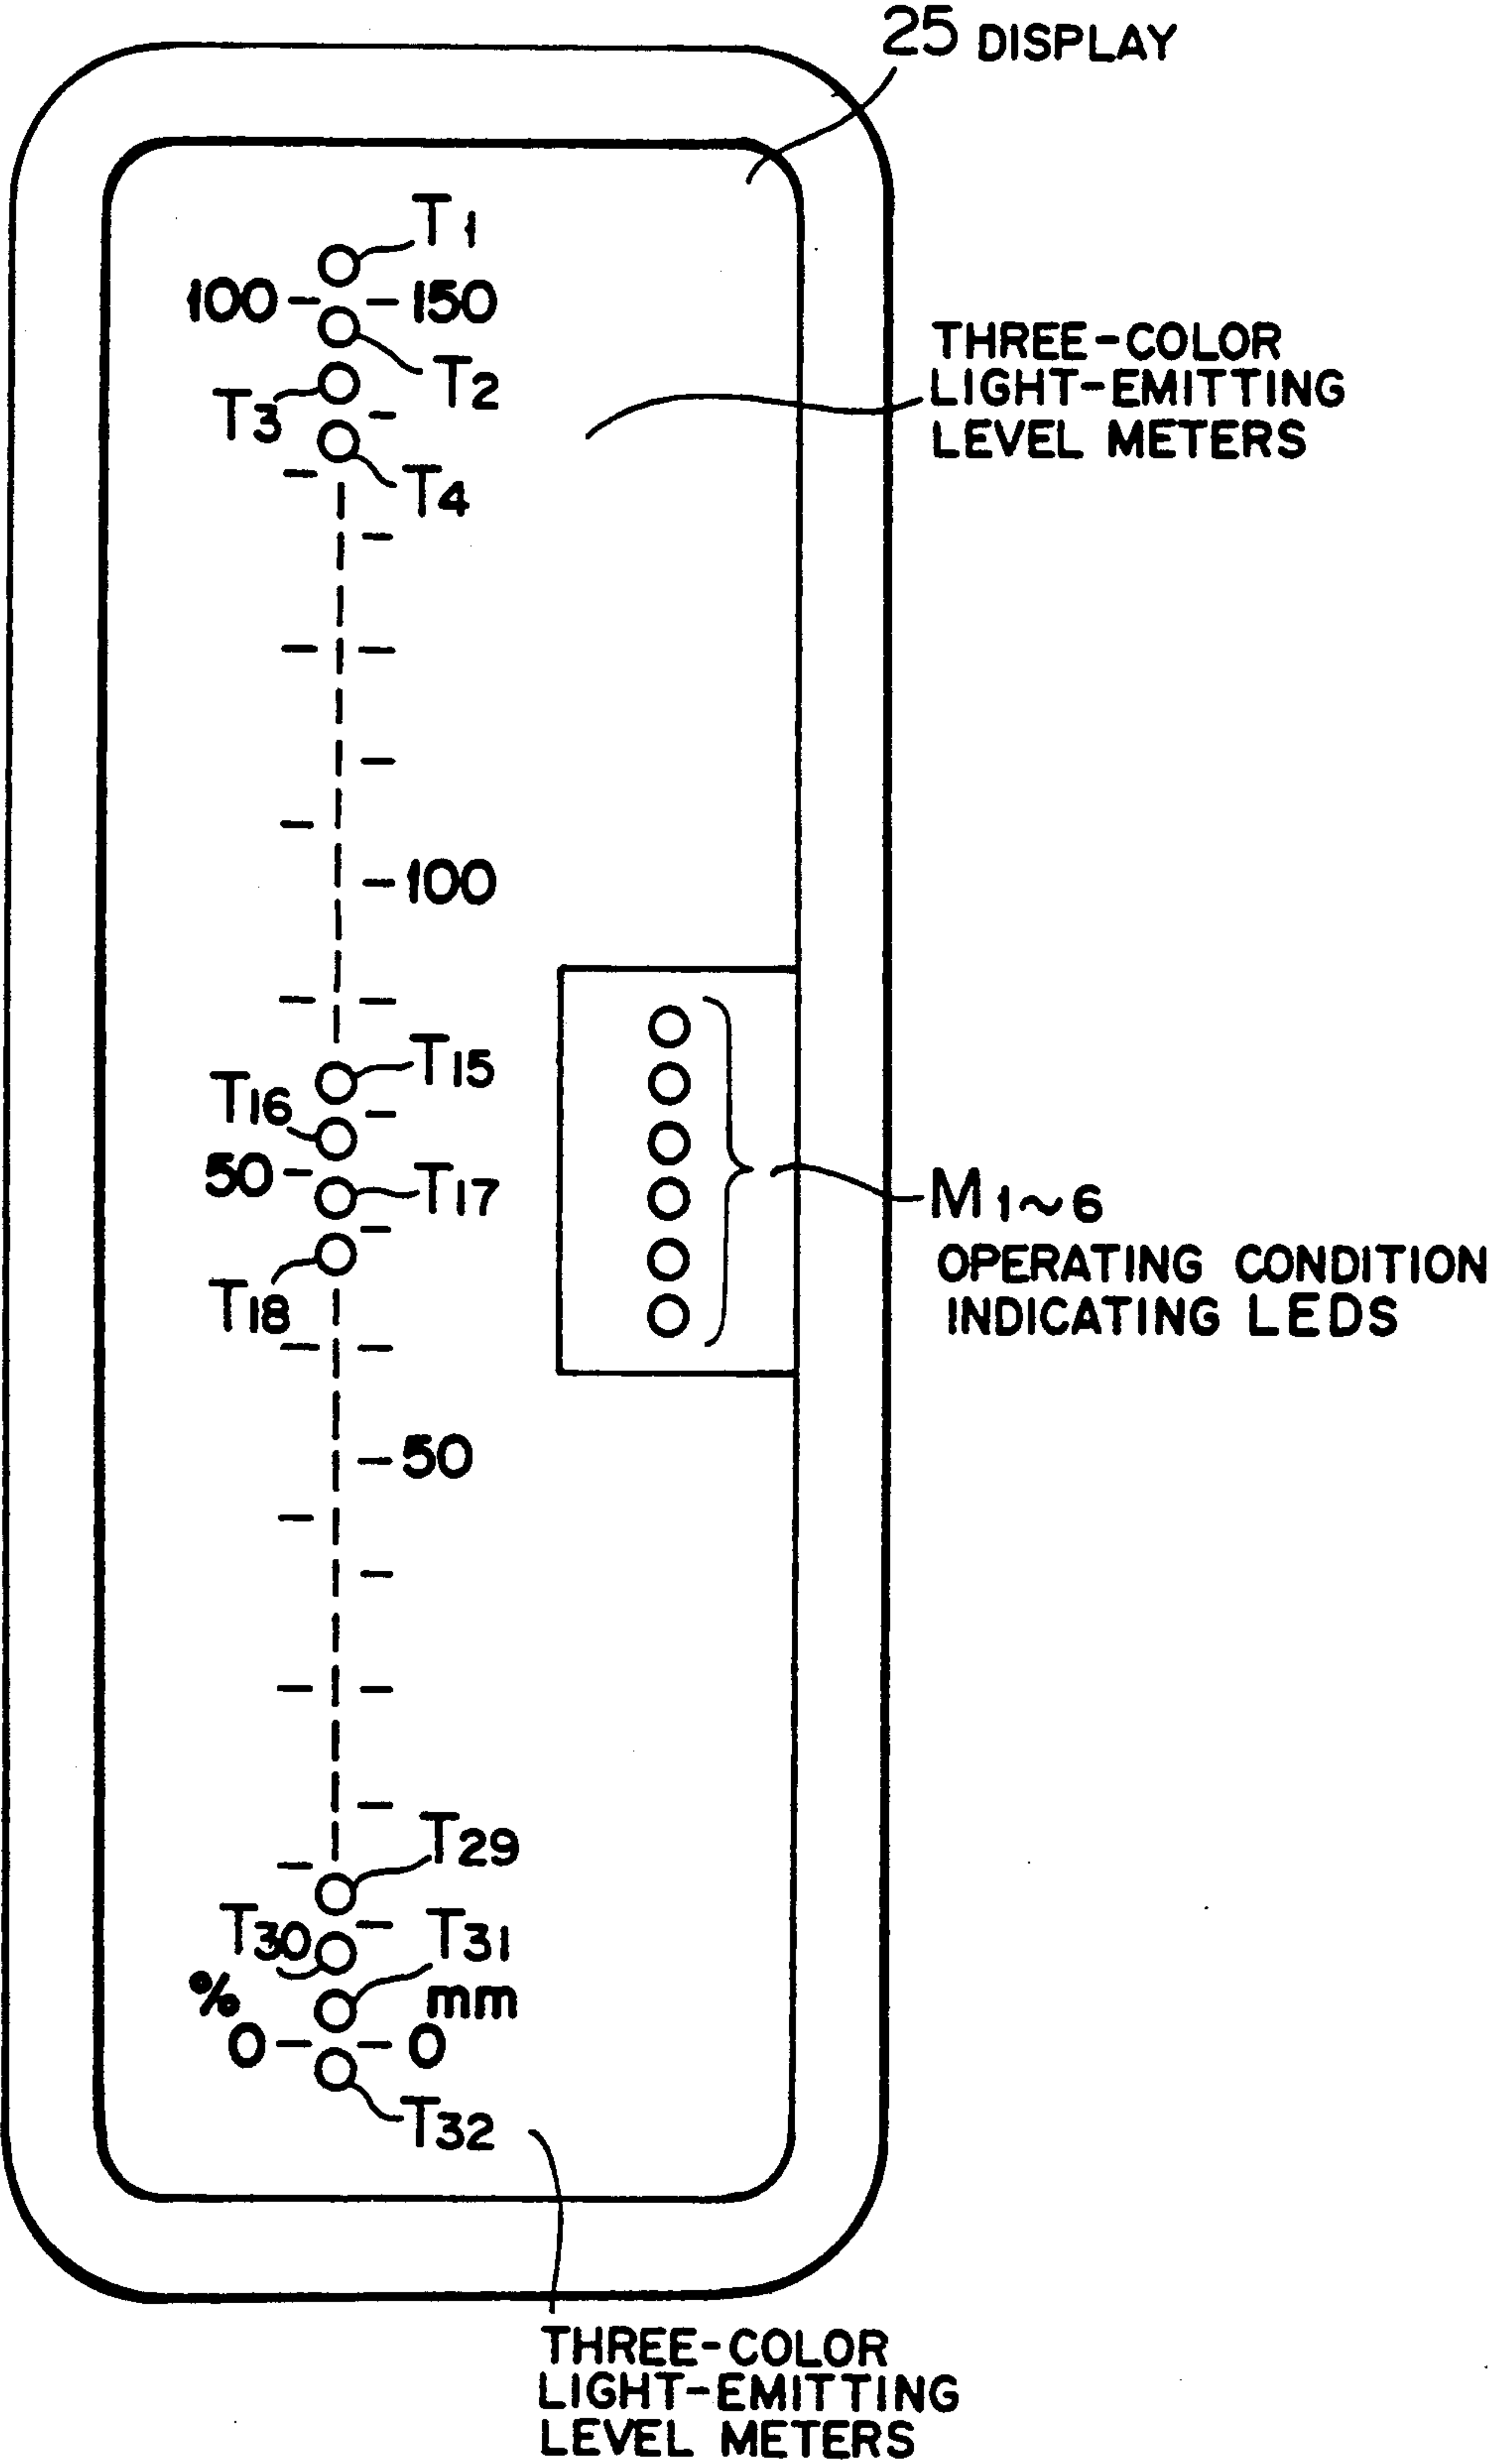 25 DISPLAY
T1
100 150
T2
T3
T4
THREE-COLOR
LIGHT-EMITTING
LEVEL METERS
100
T15
T16
50
T17
T18
M1~6
OPERATING CONDITION
INDICATING LEDS
50
T29
T30
T31
% mm
0 0
T32
THREE-COLOR
LIGHT-EMITTING
LEVEL METERS